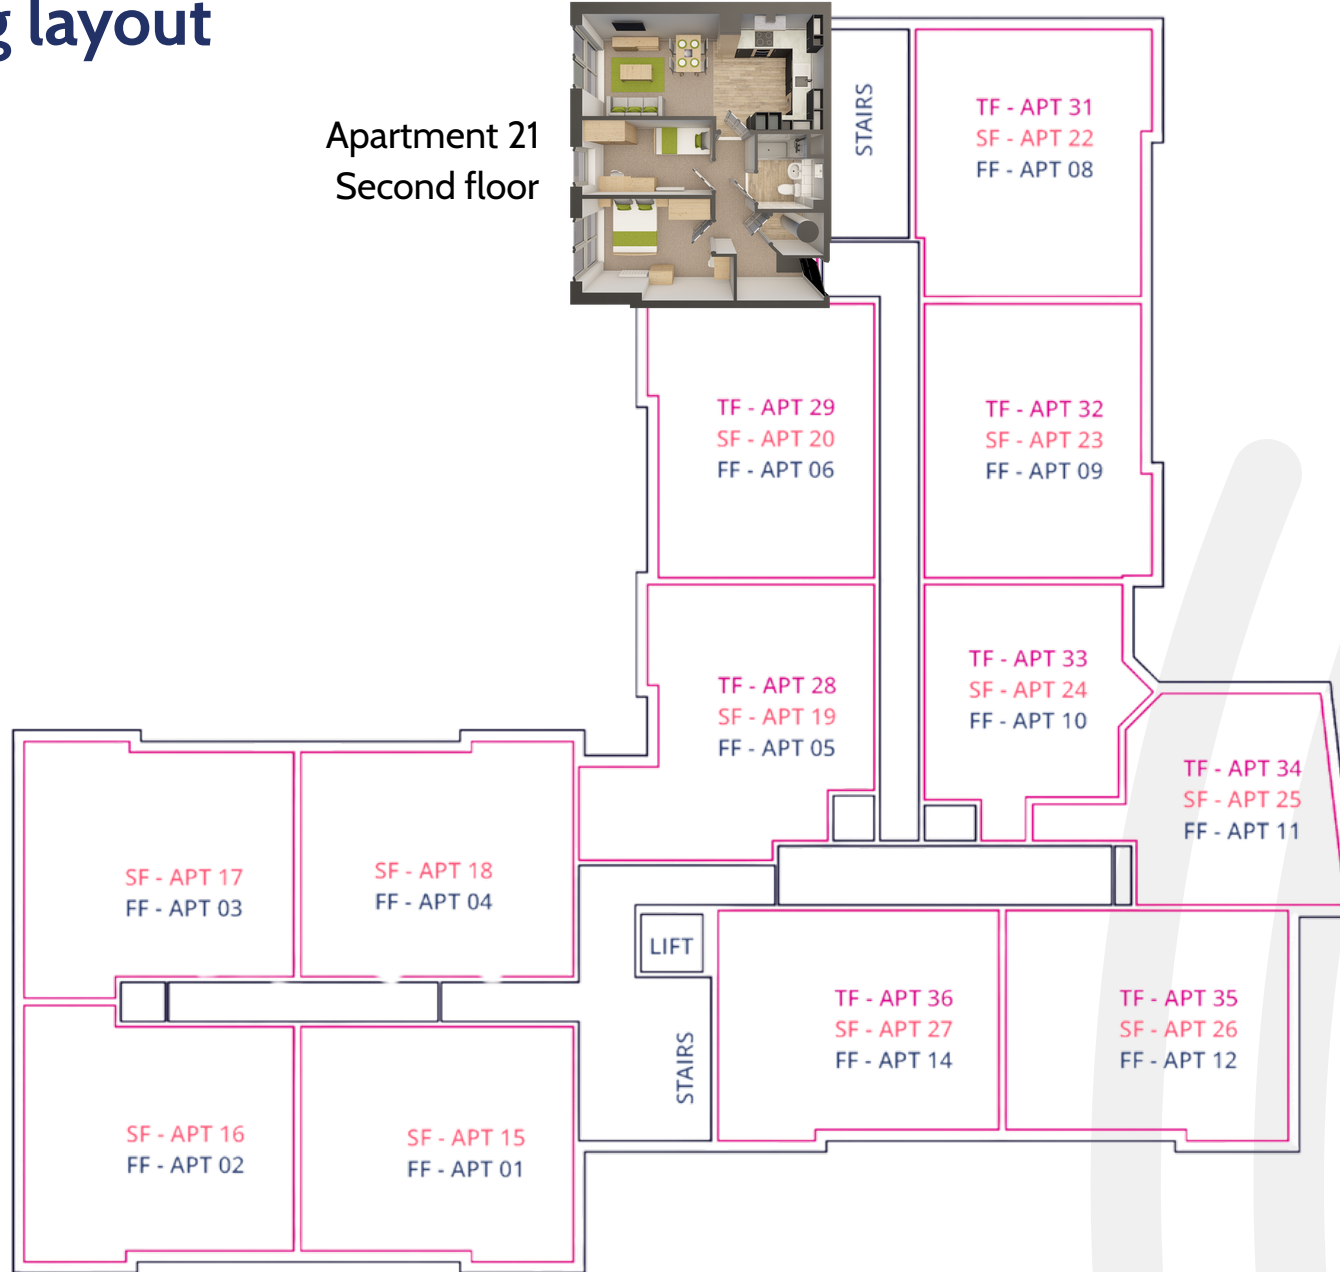 g layout
Apartment 21
Second floor
STAIRS
TF - APT 31
SF - APT 22
FF - APT 08
TF - APT 29
SF - APT 20
FF - APT 06
TF - APT 32
SF - APT 23
FF - APT 09
TF - APT 28
SF - APT 19
FF - APT 05
TF - APT 33
SF - APT 24
FF - APT 10
TF - APT 34
SF - APT 25
FF - APT 11
SF - APT 17
FF - APT 03
SF - APT 18
FF - APT 04
LIFT
STAIRS
TF - APT 36
SF - APT 27
FF - APT 14
TF - APT 35
SF - APT 26
FF - APT 12
SF - APT 16
FF - APT 02
SF - APT 15
FF - APT 01